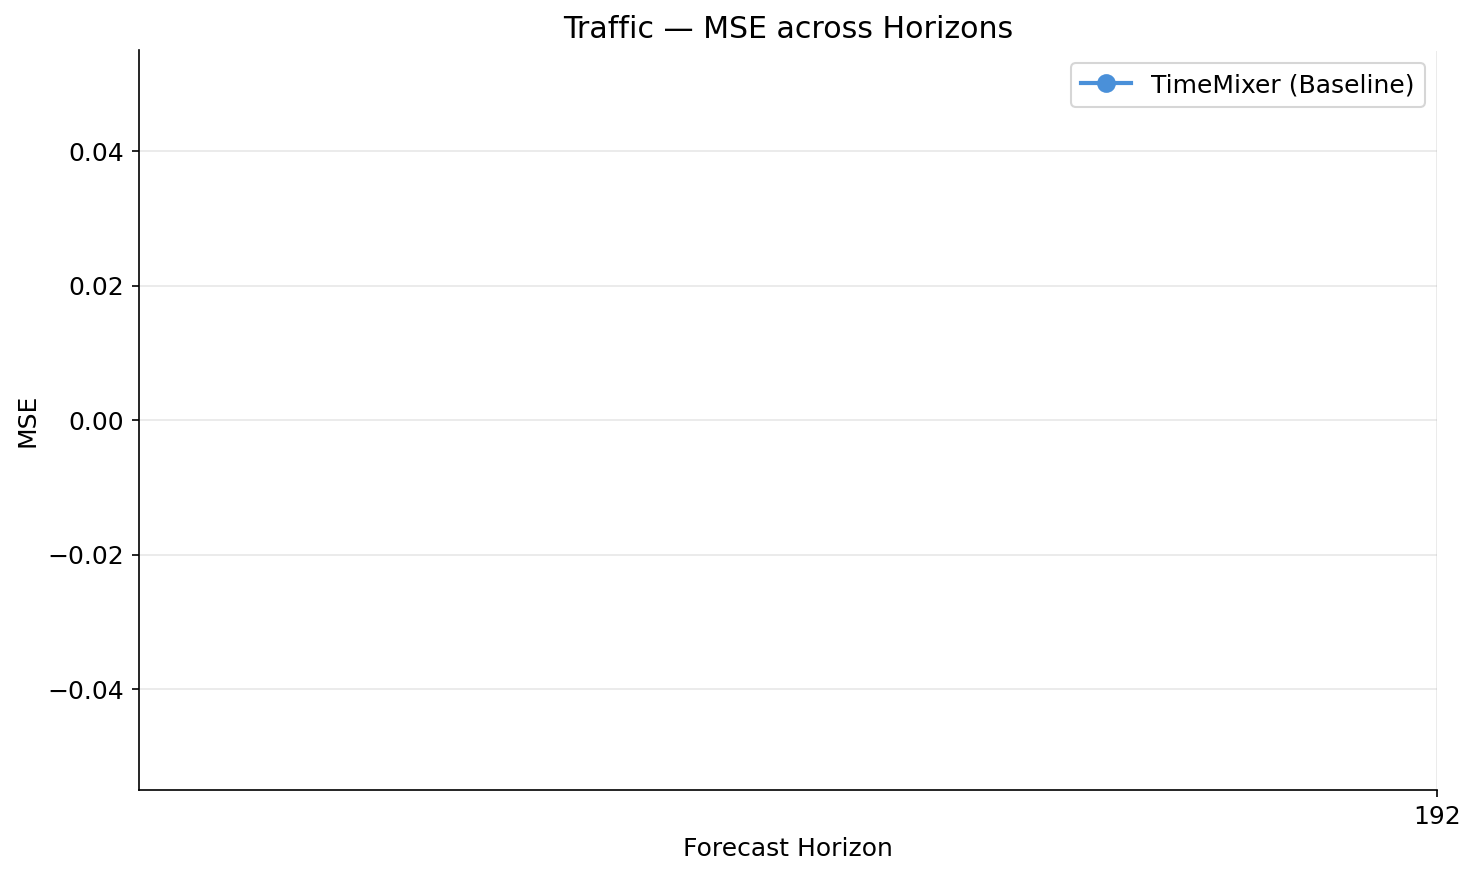 Traffic — MSE across Horizons
TimeMixer (Baseline)
0.04
0.02
0.00
−0.02
−0.04
MSE
192
Forecast Horizon